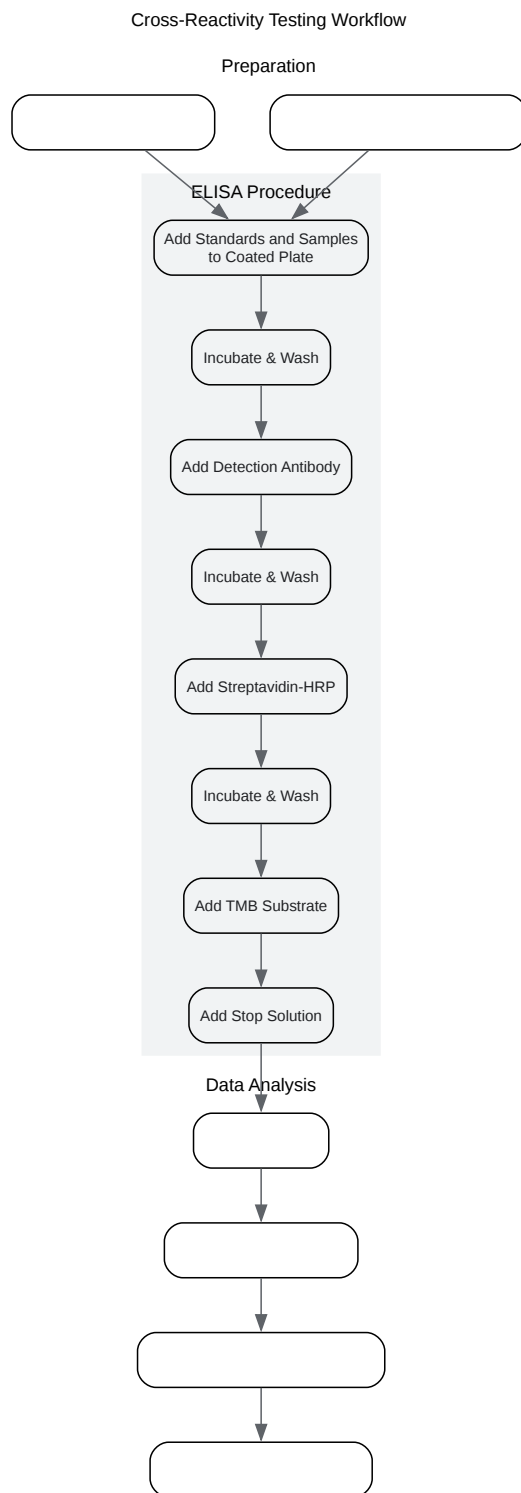 Cross-Reactivity Testing Workflow
Preparation
ELISA Procedure
Add Standards and Samples
to Coated Plate
Incubate & Wash
Add Detection Antibody
Incubate & Wash
Add Streptavidin-HRP
Incubate & Wash
Add TMB Substrate
Add Stop Solution
Data Analysis